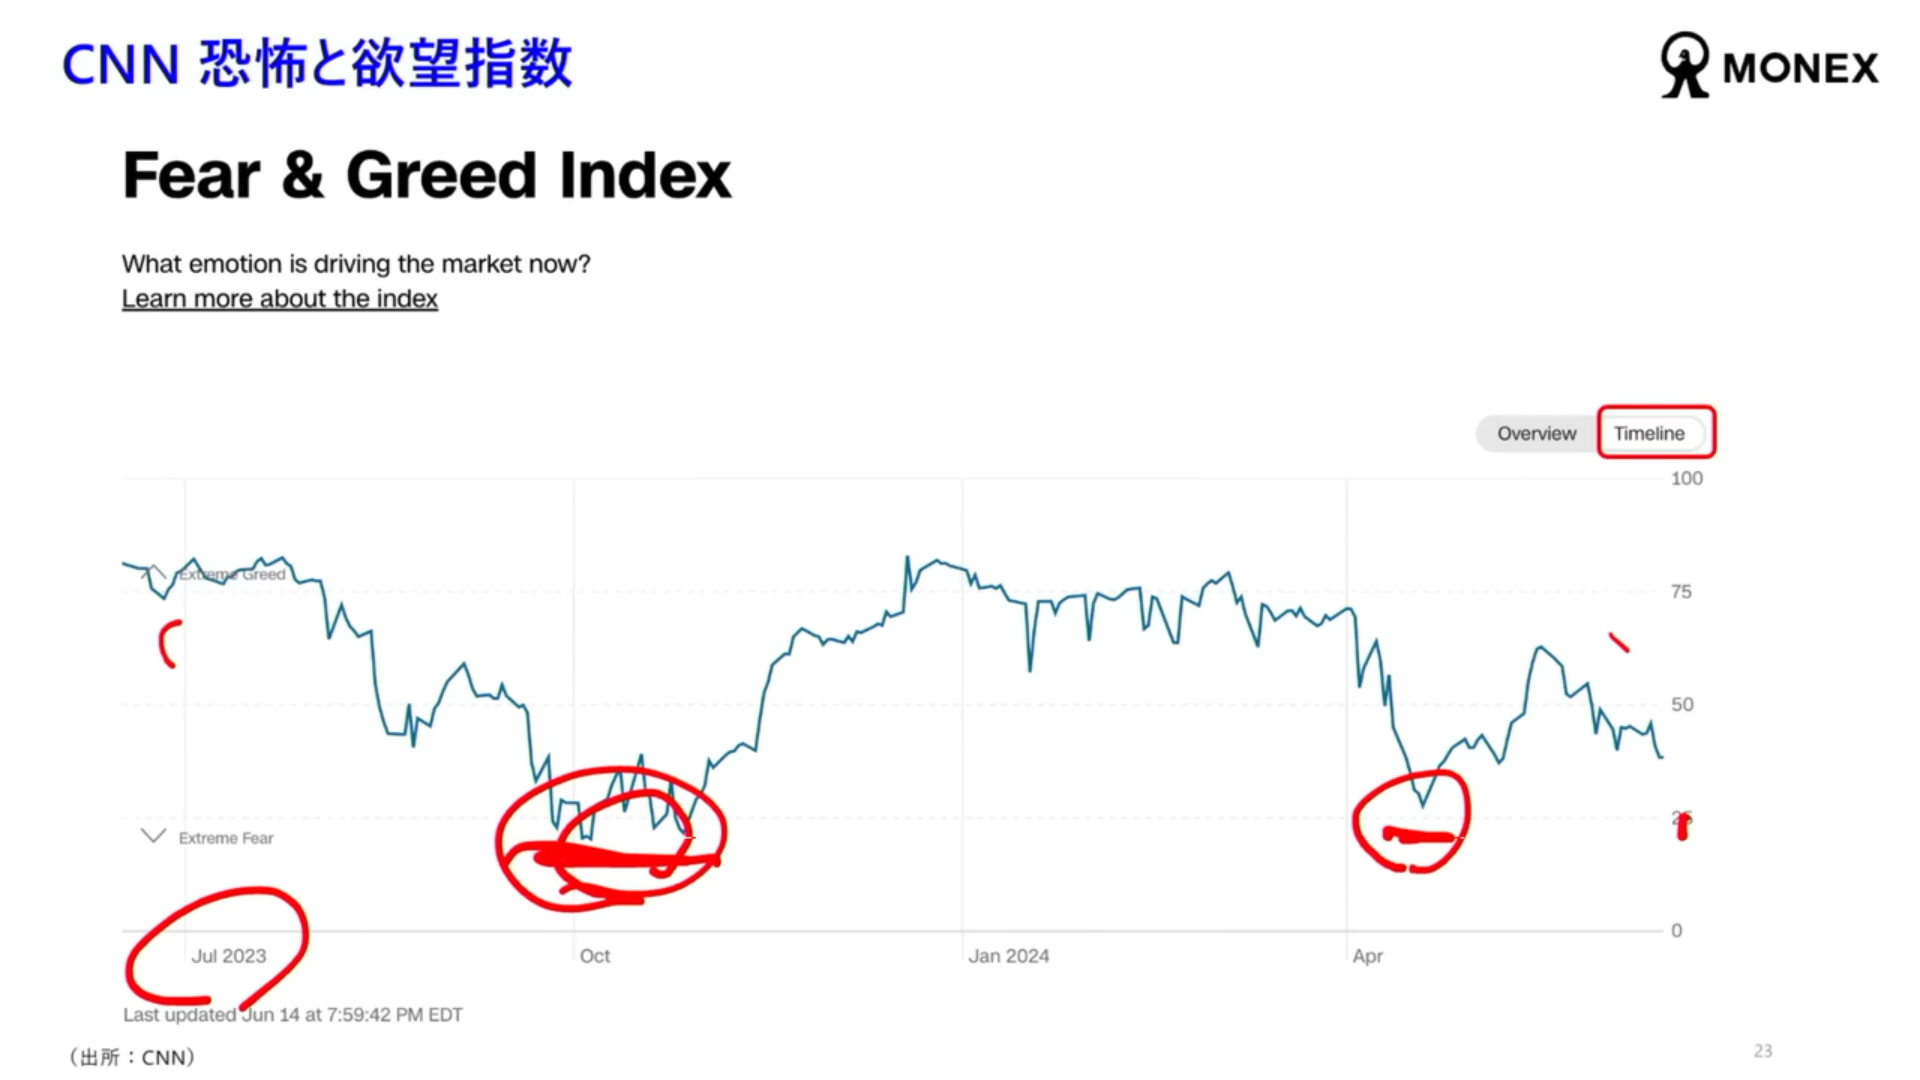 CNN 恐怖と欲望指数
MONEX
Fear & Greed Index
What emotion is driving the market now?
Learn more about the index
Overview
Timeline
100
Extreme Greed
75
50
25
Extreme Fear
0
Jul 2023
Oct
Jan 2024
Apr
Last updated Jun 14 at 7:59:42 PM EDT
（出所：CNN）
23